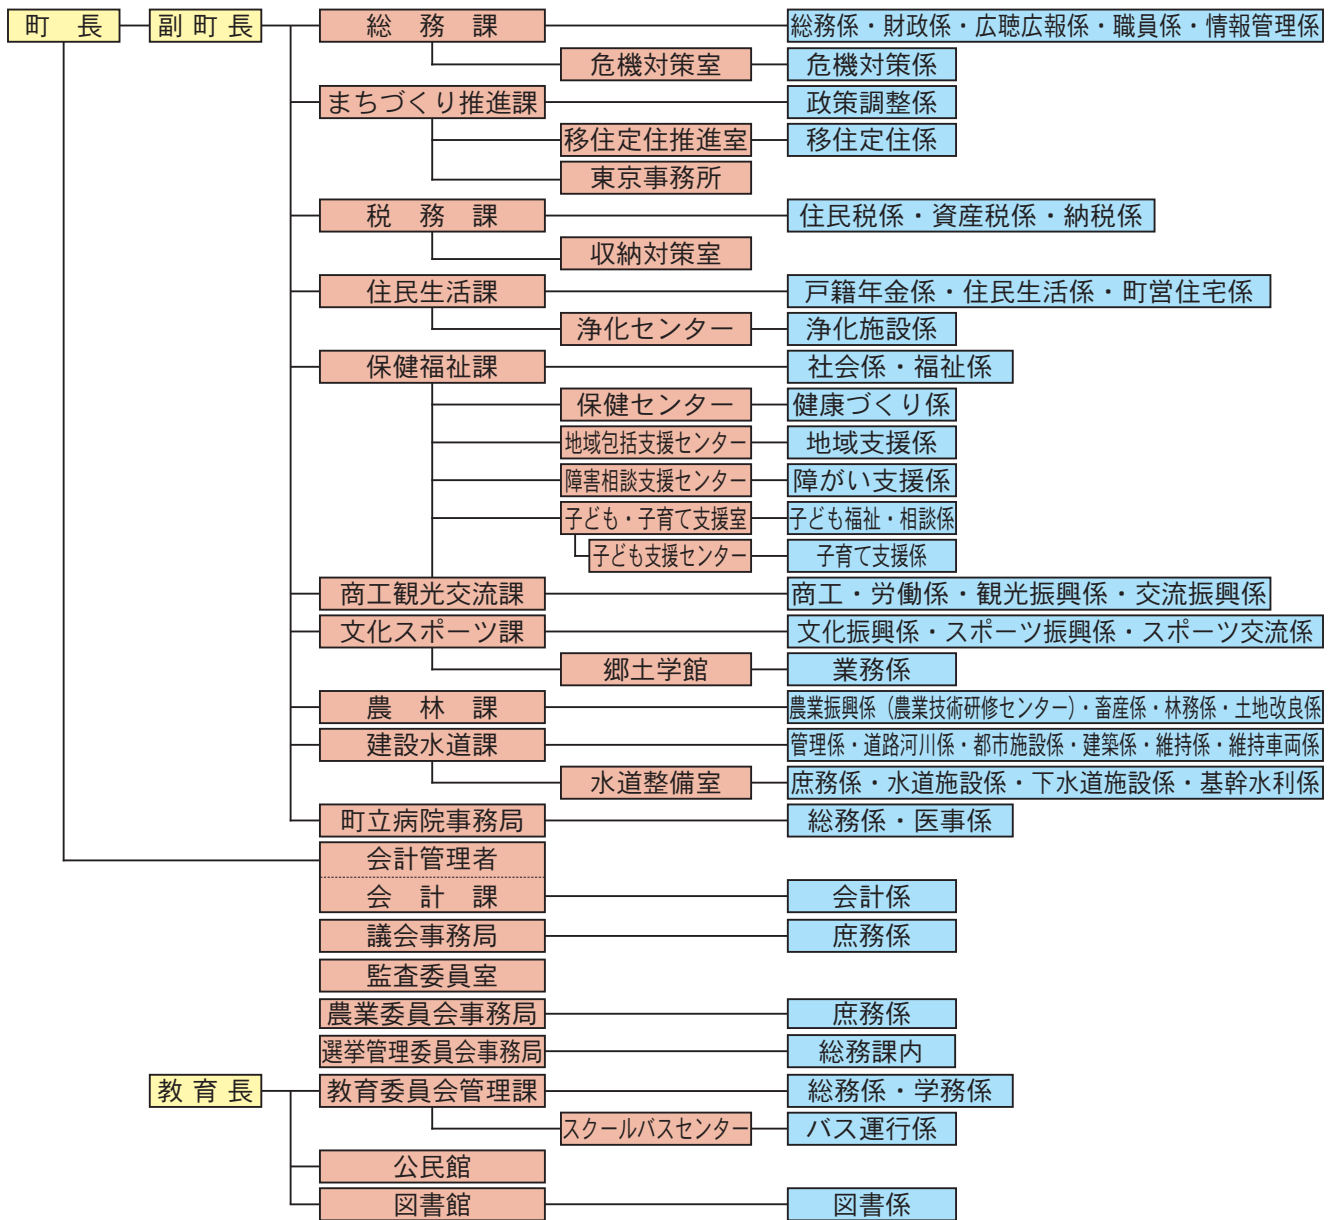 町　長
副 町 長
総　務　課
総務係・財政係・広聴広報係・職員係・情報管理係
危機対策室
危機対策係
まちづくり推進課
政策調整係
移住定住推進室
移住定住係
東京事務所
税　務　課
住民税係・資産税係・納税係
収納対策室
住民生活課
戸籍年金係・住民生活係・町営住宅係
浄化センター
浄化施設係
保健福祉課
社会係・福祉係
保健センター
健康づくり係
地域包括支援センター
地域支援係
障害相談支援センター
障がい支援係
子ども・子育て支援室
子ども福祉・相談係
子ども支援センター
子育て支援係
商工観光交流課
商工・労働係・観光振興係・交流振興係
文化スポーツ課
文化振興係・スポーツ振興係・スポーツ交流係
郷土学館
業務係
農　林　課
農業振興係（農業技術研修センター）・畜産係・林務係・土地改良係
建設水道課
管理係・道路河川係・都市施設係・建築係・維持係・維持車両係
水道整備室
庶務係・水道施設係・下水道施設係・基幹水利係
町立病院事務局
総務係・医事係
会計管理者
会　計　課
会計係
議会事務局
庶務係
監査委員室
農業委員会事務局
庶務係
選挙管理委員会事務局
総務課内
教 育 長
教育委員会管理課
総務係・学務係
スクールバスセンター
バス運行係
公民館
図書館
図書係